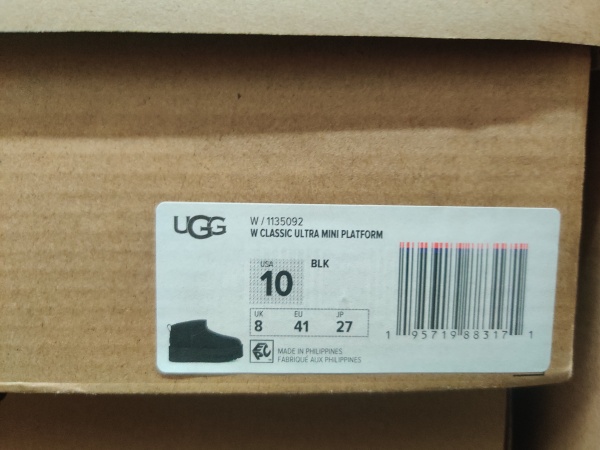 UGG
W / 1135092
W CLASSIC ULTRA MINI PLATFORM
USA
10
BLK
UK EU JP
8 41 27
1 95719 88317 1
MADE IN PHILIPPINES
FABRIQUE AUX PHILIPPINES